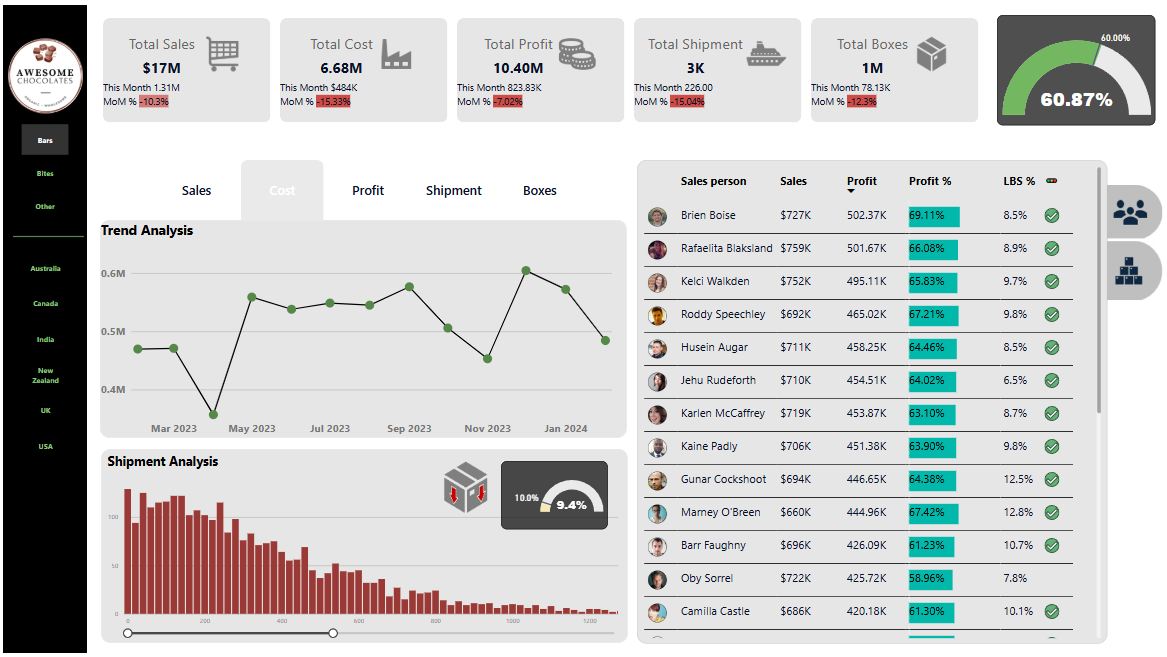 AWESOME
CHOCOLATES
Bars
Bites
Other
Australia
Canada
India
New
Zealand
UK
USA
Total Sales
$17M
This Month 1.31M
MoM % -10.3%
Total Cost
6.68M
This Month $484K
MoM % -15.33%
Total Profit
10.40M
This Month 823.83K
MoM % -7.02%
Total Shipment
3K
This Month 226.00
MoM % -15.04%
Total Boxes
1M
This Month 78.13K
MoM % -12.3%
60.00%
60.87%
Sales Cost Profit Shipment Boxes
Trend Analysis
0.6M
0.5M
0.4M
Mar 2023 May 2023 Jul 2023 Sep 2023 Nov 2023 Jan 2024
Shipment Analysis
10.0%
9.4%
100
50
0
0 200 400 600 800 1000 1200
Sales person Sales Profit Profit % LBS %
Brien Boise $727K 502.37K 69.11% 8.5%
Rafaelita Blaksland $759K 501.67K 66.08% 8.9%
Kelci Walkden $752K 495.11K 65.83% 9.7%
Roddy Speechley $692K 465.02K 67.21% 9.8%
Husein Augar $711K 458.25K 64.46% 8.5%
Jehu Rudeforth $710K 454.51K 64.02% 6.5%
Karlen McCaffrey $719K 453.87K 63.10% 8.7%
Kaine Padly $706K 451.38K 63.90% 9.8%
Gunar Cockshoot $694K 446.65K 64.38% 12.5%
Marney O'Breen $660K 444.96K 67.42% 12.8%
Barr Faughny $696K 426.09K 61.23% 10.7%
Oby Sorrel $722K 425.72K 58.96% 7.8%
Camilla Castle $686K 420.18K 61.30% 10.1%